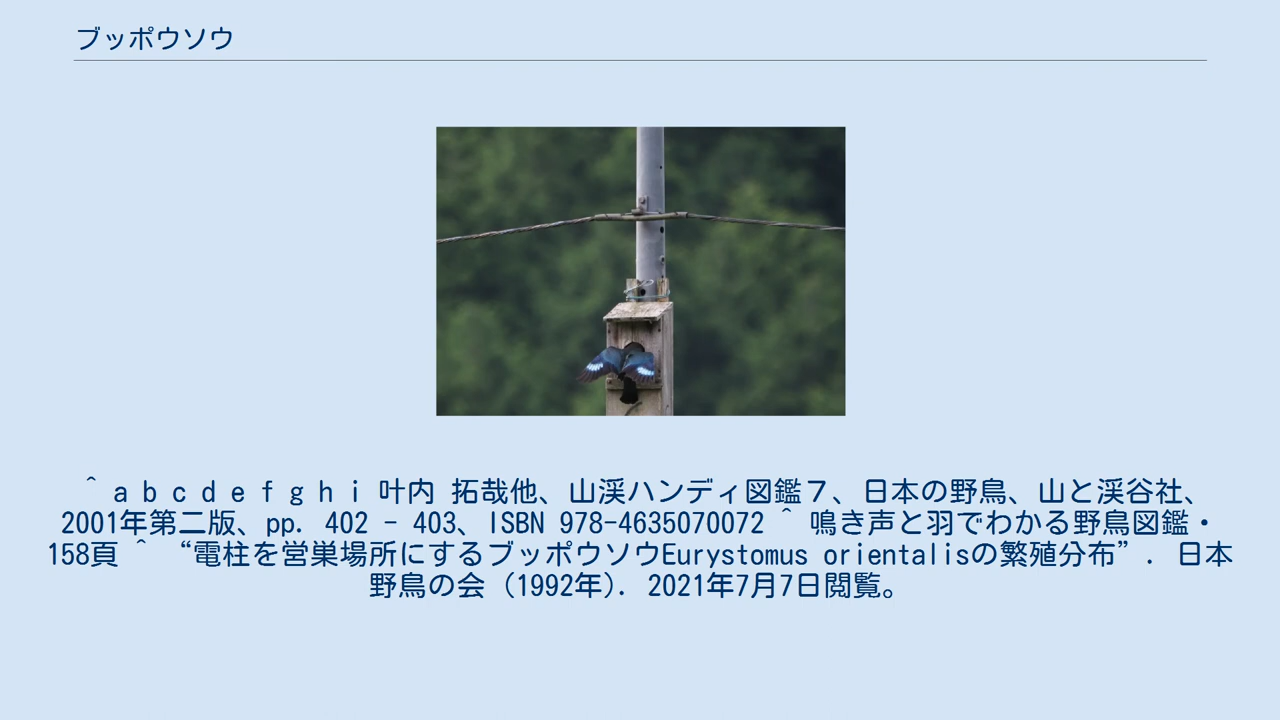 ブッポウソウ
^ a b c d e f g h i 叶内 拓哉他、山渓ハンディ図鑑７、日本の野鳥、山と渓谷社、
2001年第二版、pp. 402 - 403、ISBN 978-4635070072 ^ 鳴き声と羽でわかる野鳥図鑑・
158頁 ^ “電柱を営巣場所にするブッポウソウEurystomus orientalisの繁殖分布”. 日本
野鳥の会 (1992年). 2021年7月7日閲覧。